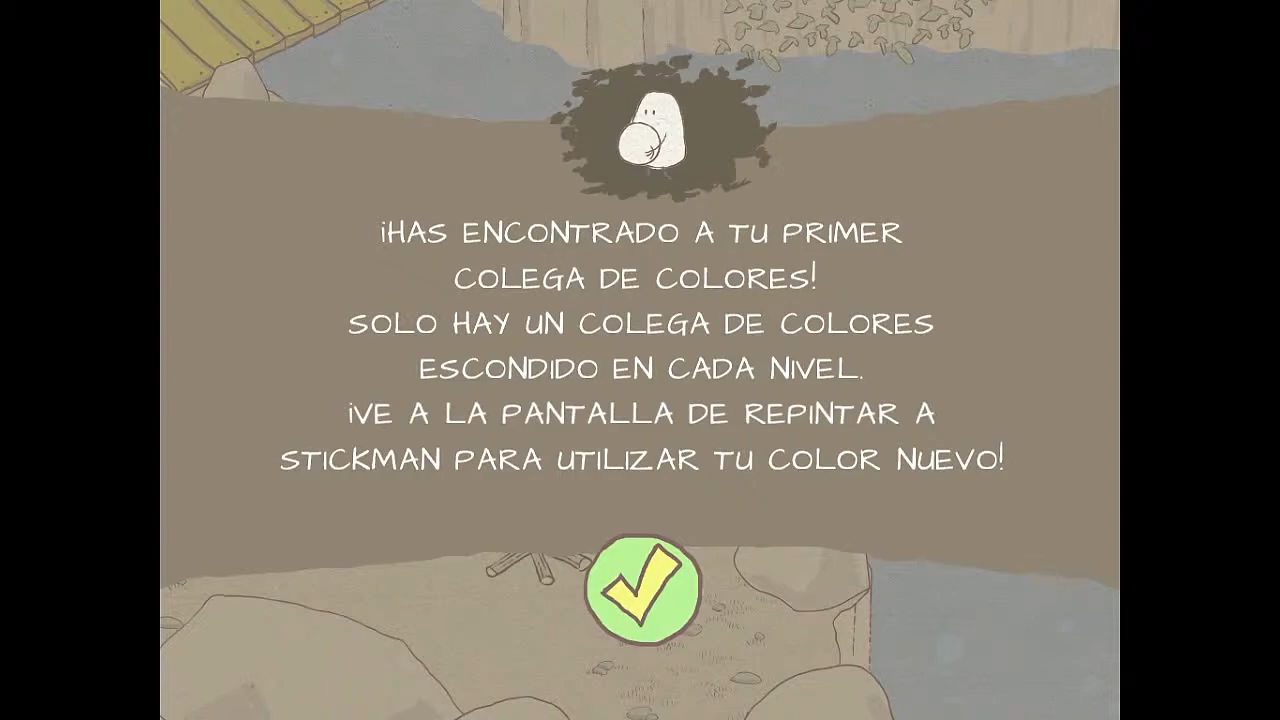 ¡HAS ENCONTRADO A TU PRIMER
COLEGA DE COLORES!
SOLO HAY UN COLEGA DE COLORES
ESCONDIDO EN CADA NIVEL.
¡VE A LA PANTALLA DE REPINTAR A
STICKMAN PARA UTILIZAR TU COLOR NUEVO!